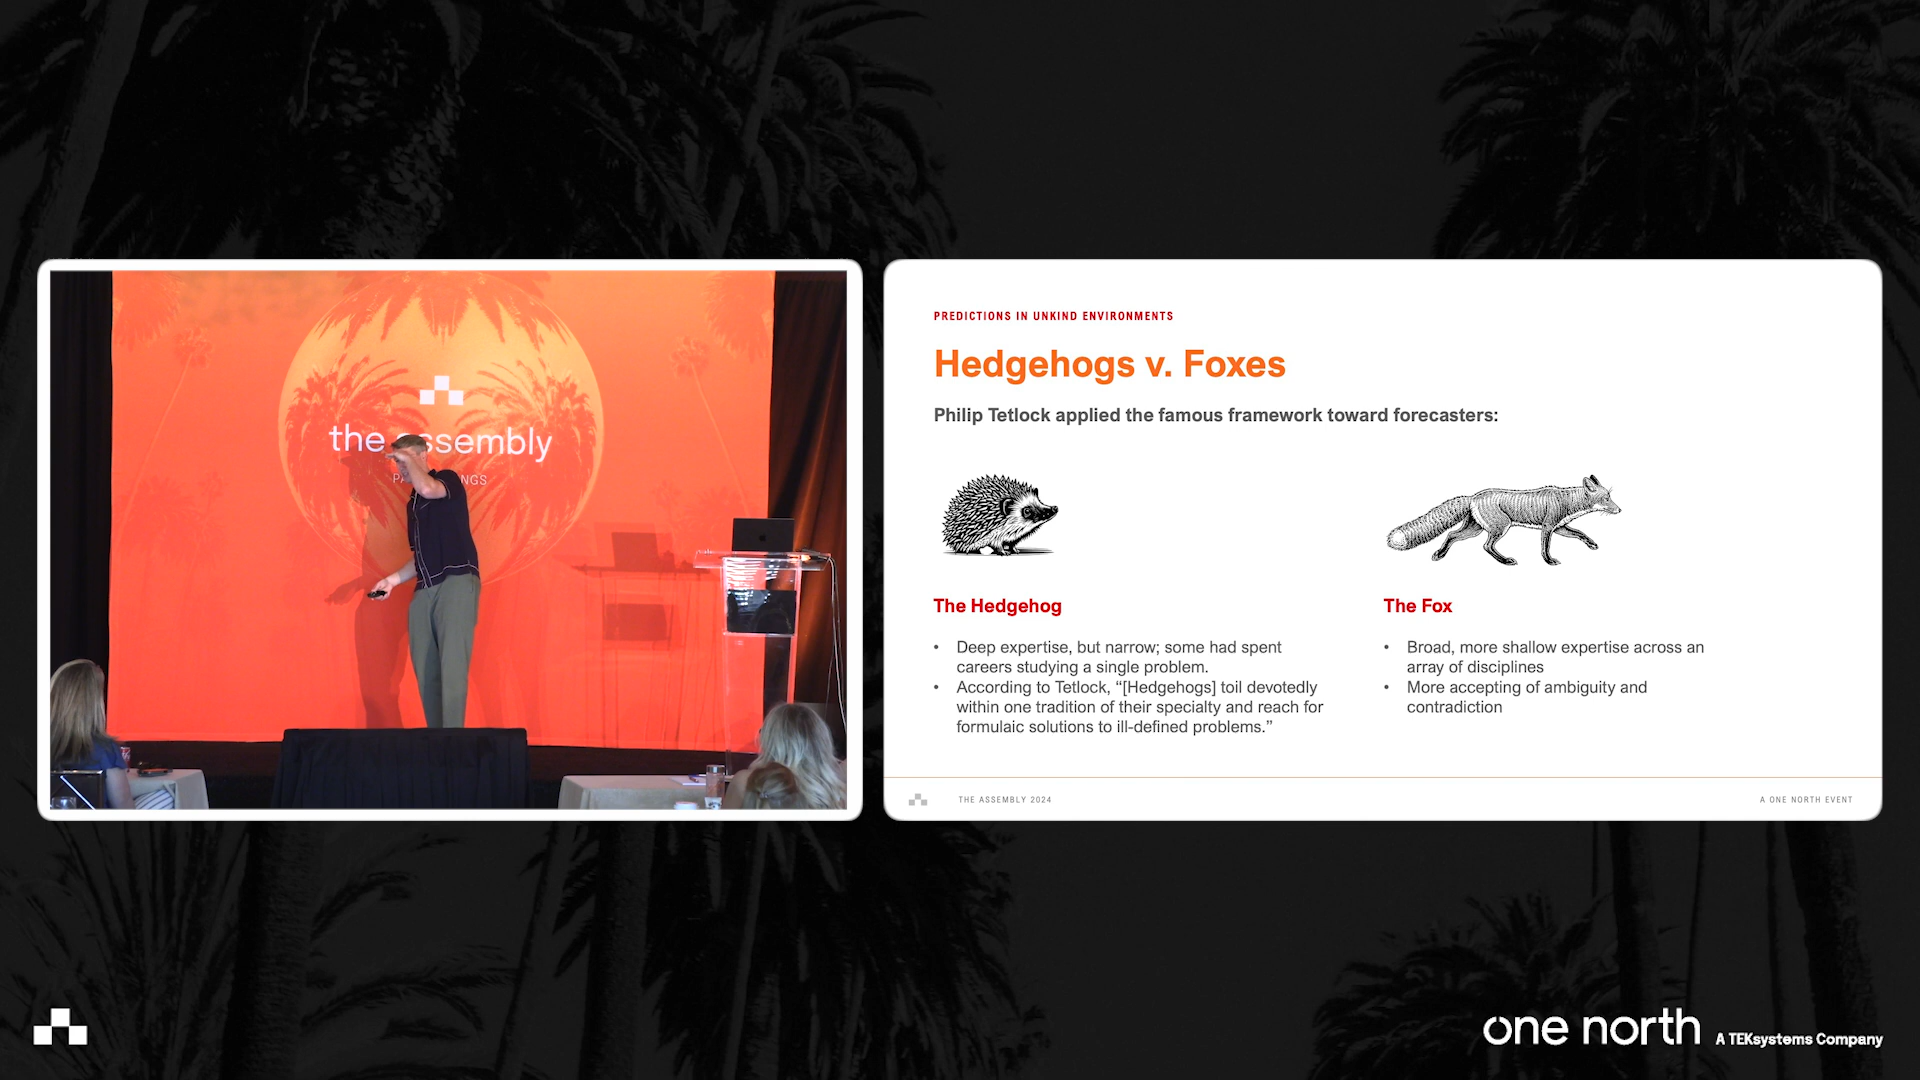 the assembly
PREDICTIONS IN UNKIND ENVIRONMENTS
Hedgehogs v. Foxes
Philip Tetlock applied the famous framework toward forecasters:
The Hedgehog
• Deep expertise, but narrow; some had spent
careers studying a single problem.
• According to Tetlock, “[Hedgehogs] toil devotedly
within one tradition of their specialty and reach for
formulaic solutions to ill-defined problems.”
The Fox
• Broad, more shallow expertise across an
array of disciplines
• More accepting of ambiguity and
contradiction
THE ASSEMBLY 2024
A ONE NORTH EVENT
one north A TEKsystems Company